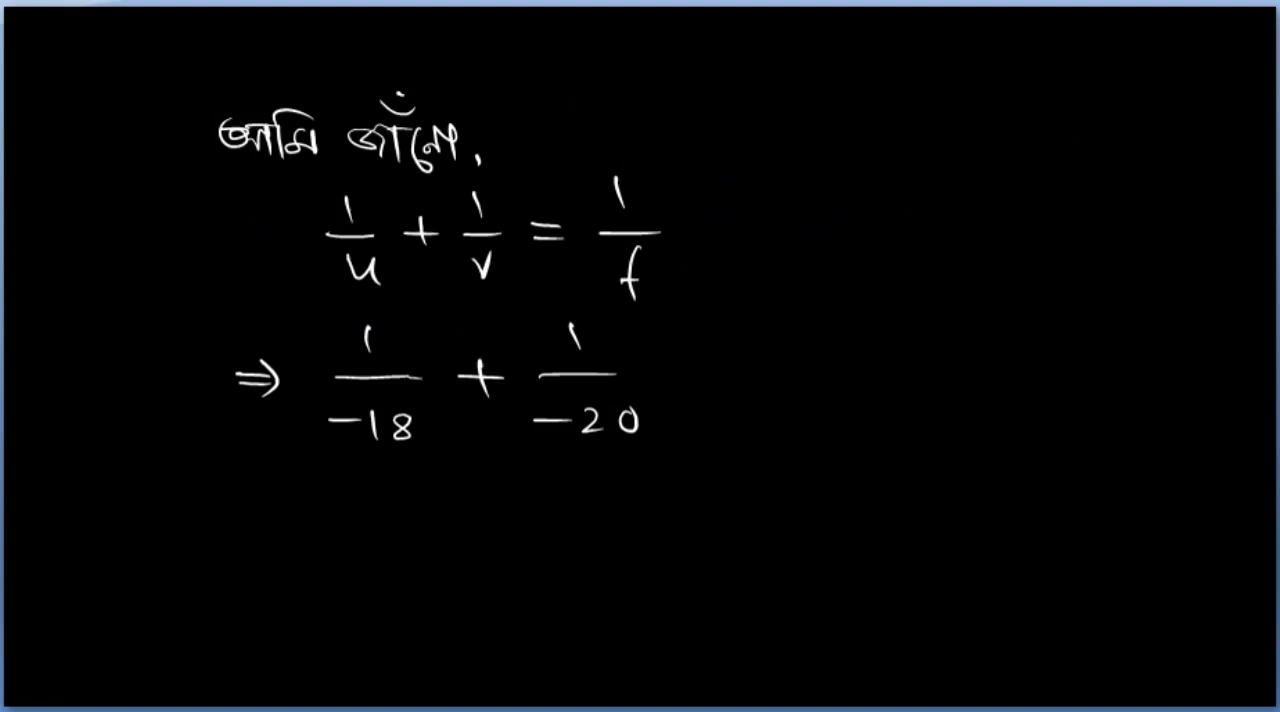 আমি জাঁনো,
1/u + 1/v = 1/f
⇒ 1/-18 + 1/-20